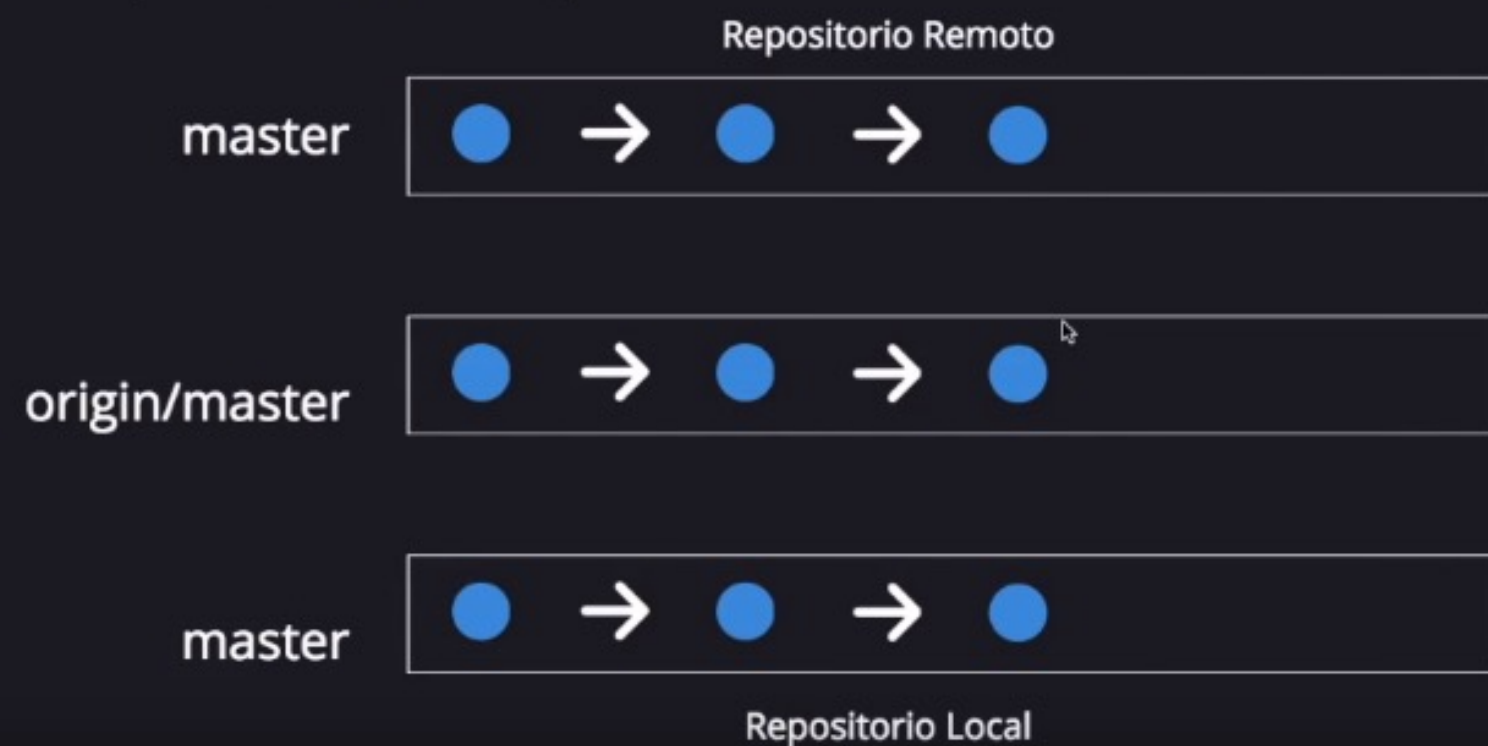 Repositorio Remoto
master
origin/master
master
Repositorio Local